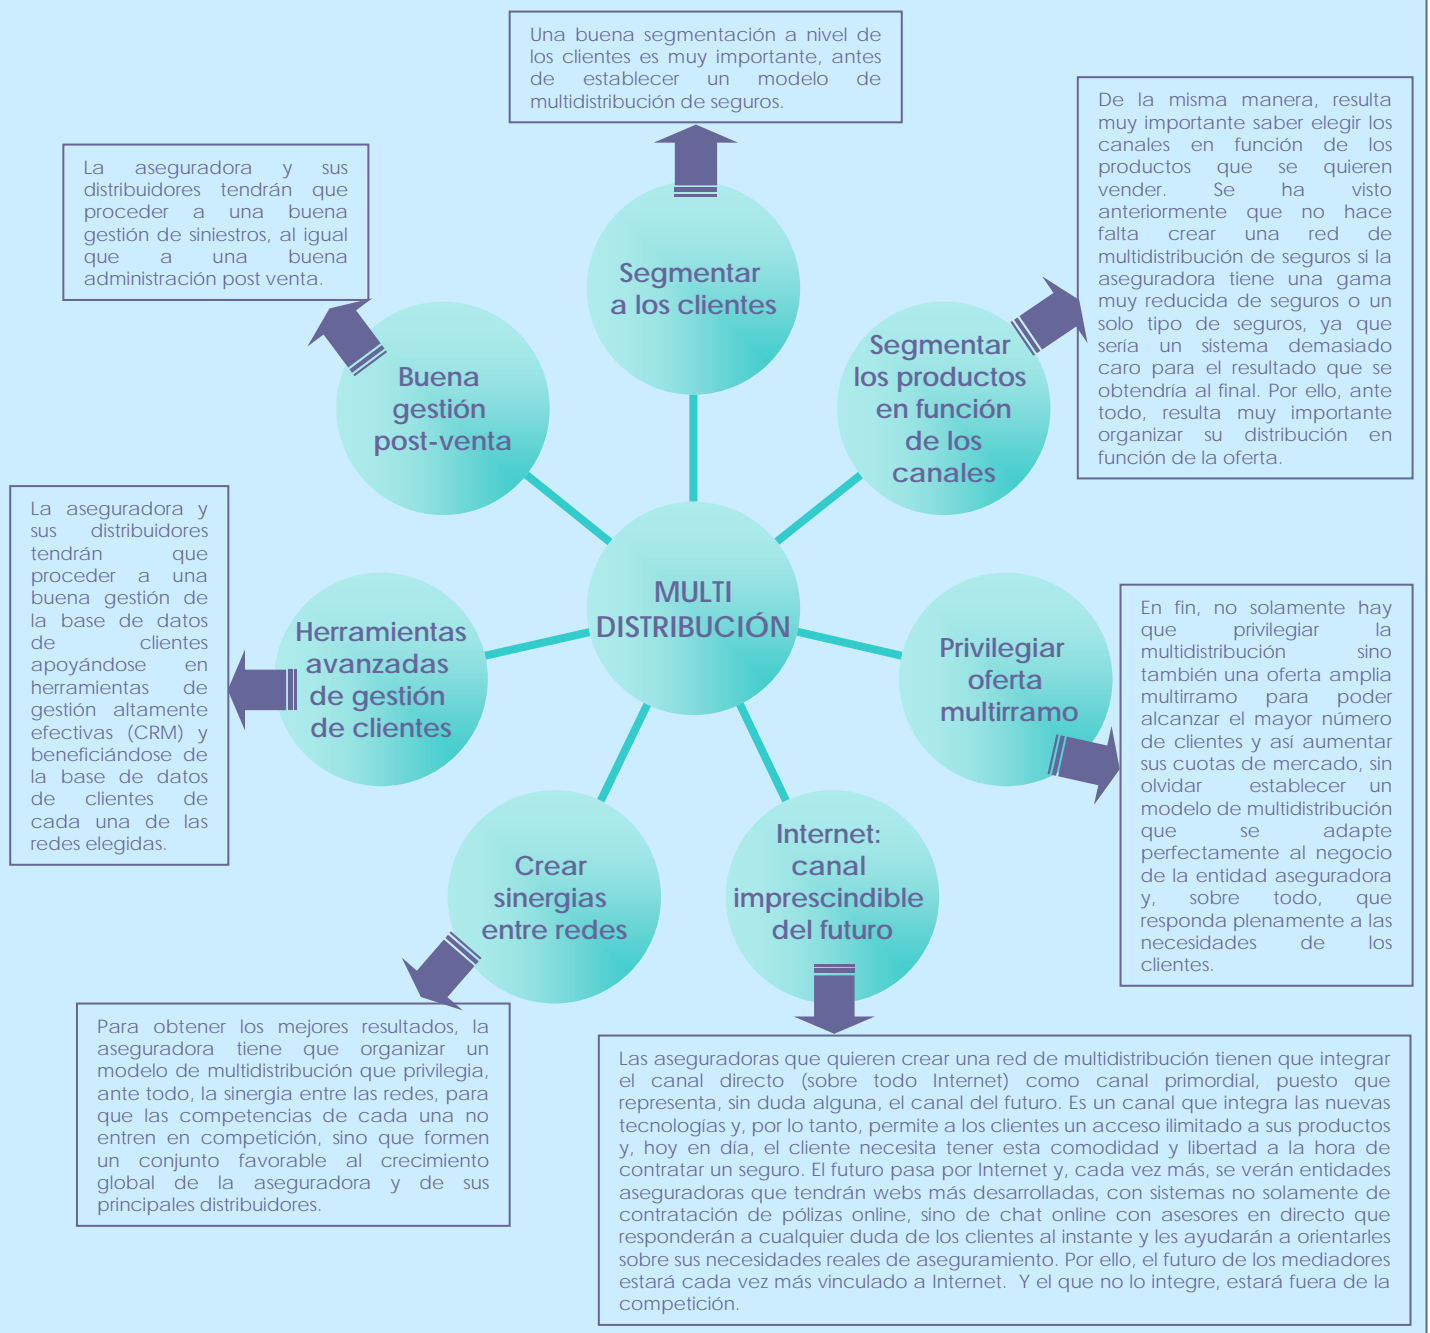 Una buena segmentación a nivel de
los clientes es muy importante, antes
de establecer un modelo de
multidistribución de seguros.
De la misma manera, resulta
muy importante saber elegir los
canales en función de los
productos que se quieren
vender. Se ha visto
anteriormente que no hace
falta crear una red de
multidistribución de seguros si la
aseguradora tiene una gama
muy reducida de seguros o un
solo tipo de seguros, ya que
sería un sistema demasiado
caro para el resultado que se
obtendría al final. Por ello, ante
todo, resulta muy importante
organizar su distribución en
función de la oferta.
La aseguradora y sus
distribuidores tendrán que
proceder a una buena
gestión de siniestros, al igual
que a una buena
administración post venta.
Segmentar
a los clientes
Segmentar
los productos
en función
de los
canales
Buena
gestión
post-venta
La aseguradora y
sus distribuidores
tendrán que
proceder a una
buena gestión de
la base de datos
de clientes
apoyándose en
herramientas de
gestión altamente
efectivas (CRM) y
beneficiándose de
la base de datos
de clientes de
cada una de las
redes elegidas.
Herramientas
avanzadas
de gestión
de clientes
MULTI
DISTRIBUCIÓN
Privilegiar
oferta
multirramo
En fin, no solamente hay
que privilegiar la
multidistribución sino
también una oferta amplia
multirramo para poder
alcanzar el mayor número
de clientes y así aumentar
sus cuotas de mercado, sin
olvidar establecer un
modelo de multidistribución
que se adapte
perfectamente al negocio
de la entidad aseguradora
y, sobre todo, que
responda plenamente a las
necesidades de los
clientes.
Crear
sinergias
entre redes
Internet:
canal
imprescindible
del futuro
Para obtener los mejores resultados, la
aseguradora tiene que organizar un
modelo de multidistribución que privilegia,
ante todo, la sinergia entre las redes, para
que las competencias de cada una no
entren en competición, sino que formen
un conjunto favorable al crecimiento
global de la aseguradora y de sus
principales distribuidores.
Las aseguradoras que quieren crear una red de multidistribución tienen que integrar
el canal directo (sobre todo Internet) como canal primordial, puesto que
representa, sin duda alguna, el canal del futuro. Es un canal que integra las nuevas
tecnologías y, por lo tanto, permite a los clientes un acceso ilimitado a sus productos
y, hoy en día, el cliente necesita tener esta comodidad y libertad a la hora de
contratar un seguro. El futuro pasa por Internet y, cada vez más, se verán entidades
aseguradoras que tendrán webs más desarrolladas, con sistemas no solamente de
contratación de pólizas online, sino de chat online con asesores en directo que
responderán a cualquier duda de los clientes al instante y les ayudarán a orientarles
sobre sus necesidades reales de aseguramiento. Por ello, el futuro de los mediadores
estará cada vez más vinculado a Internet. Y el que no lo integre, estará fuera de la
competición.